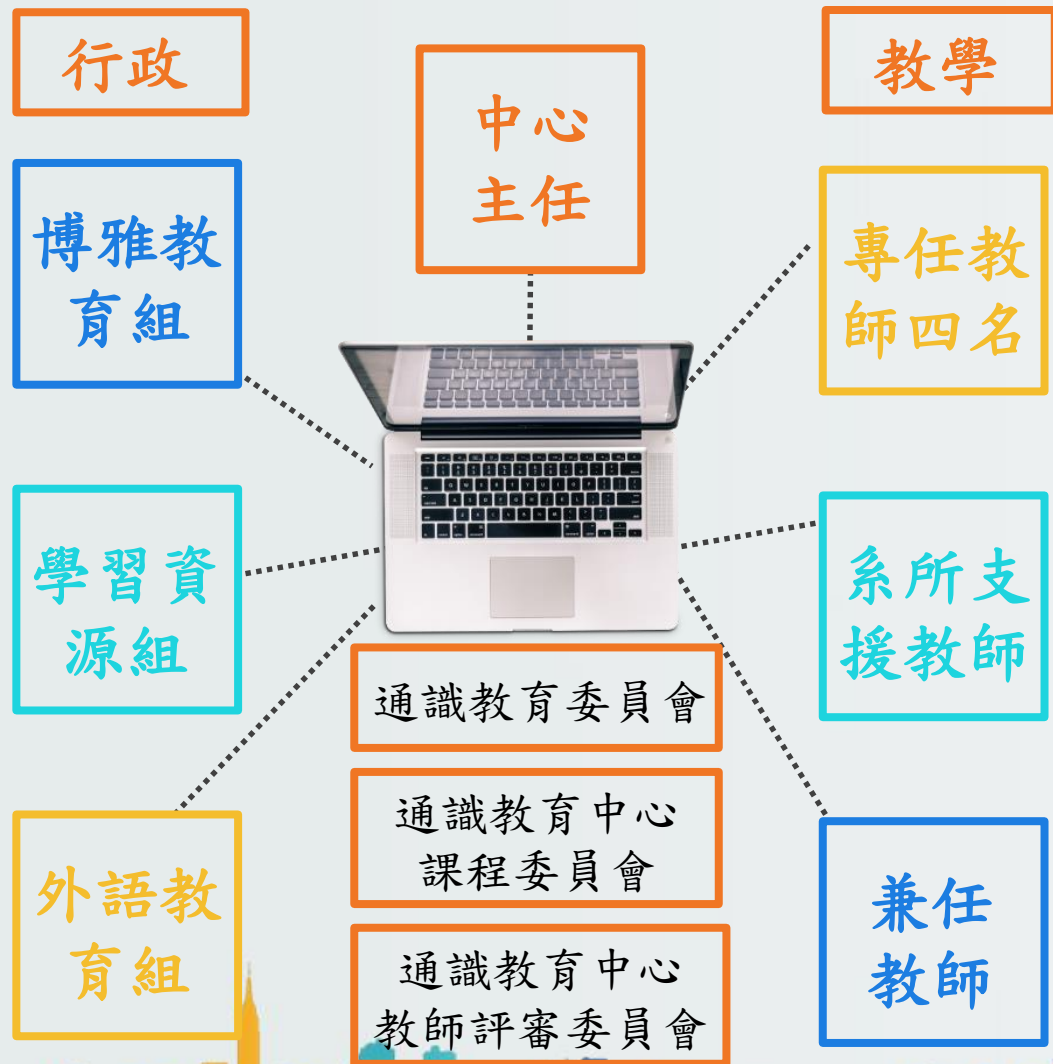 行政
中心
主任
教學
博雅教
育組
專任教
師四名
學習資
源組
系所支
援教師
通識教育委員會
通識教育中心
課程委員會
外語教
育組
兼任
教師
通識教育中心
教師評審委員會